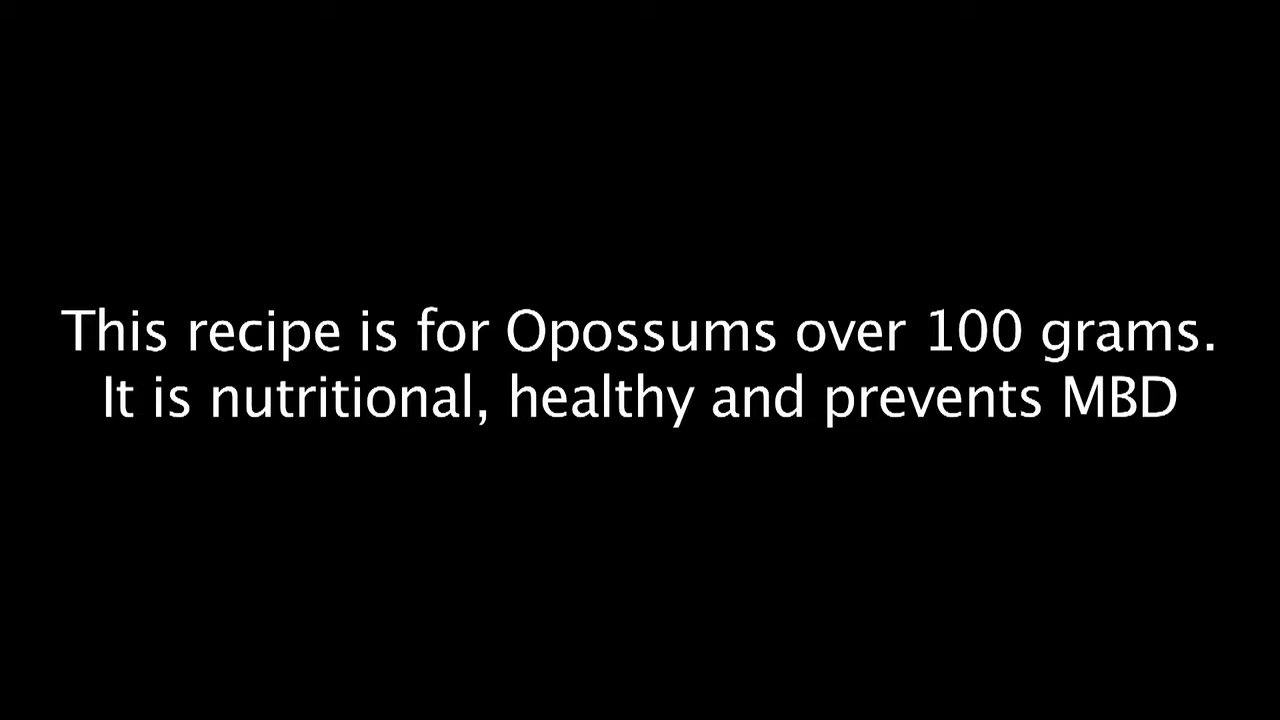 This recipe is for Opossums over 100 grams.
It is nutritional, healthy and prevents MBD